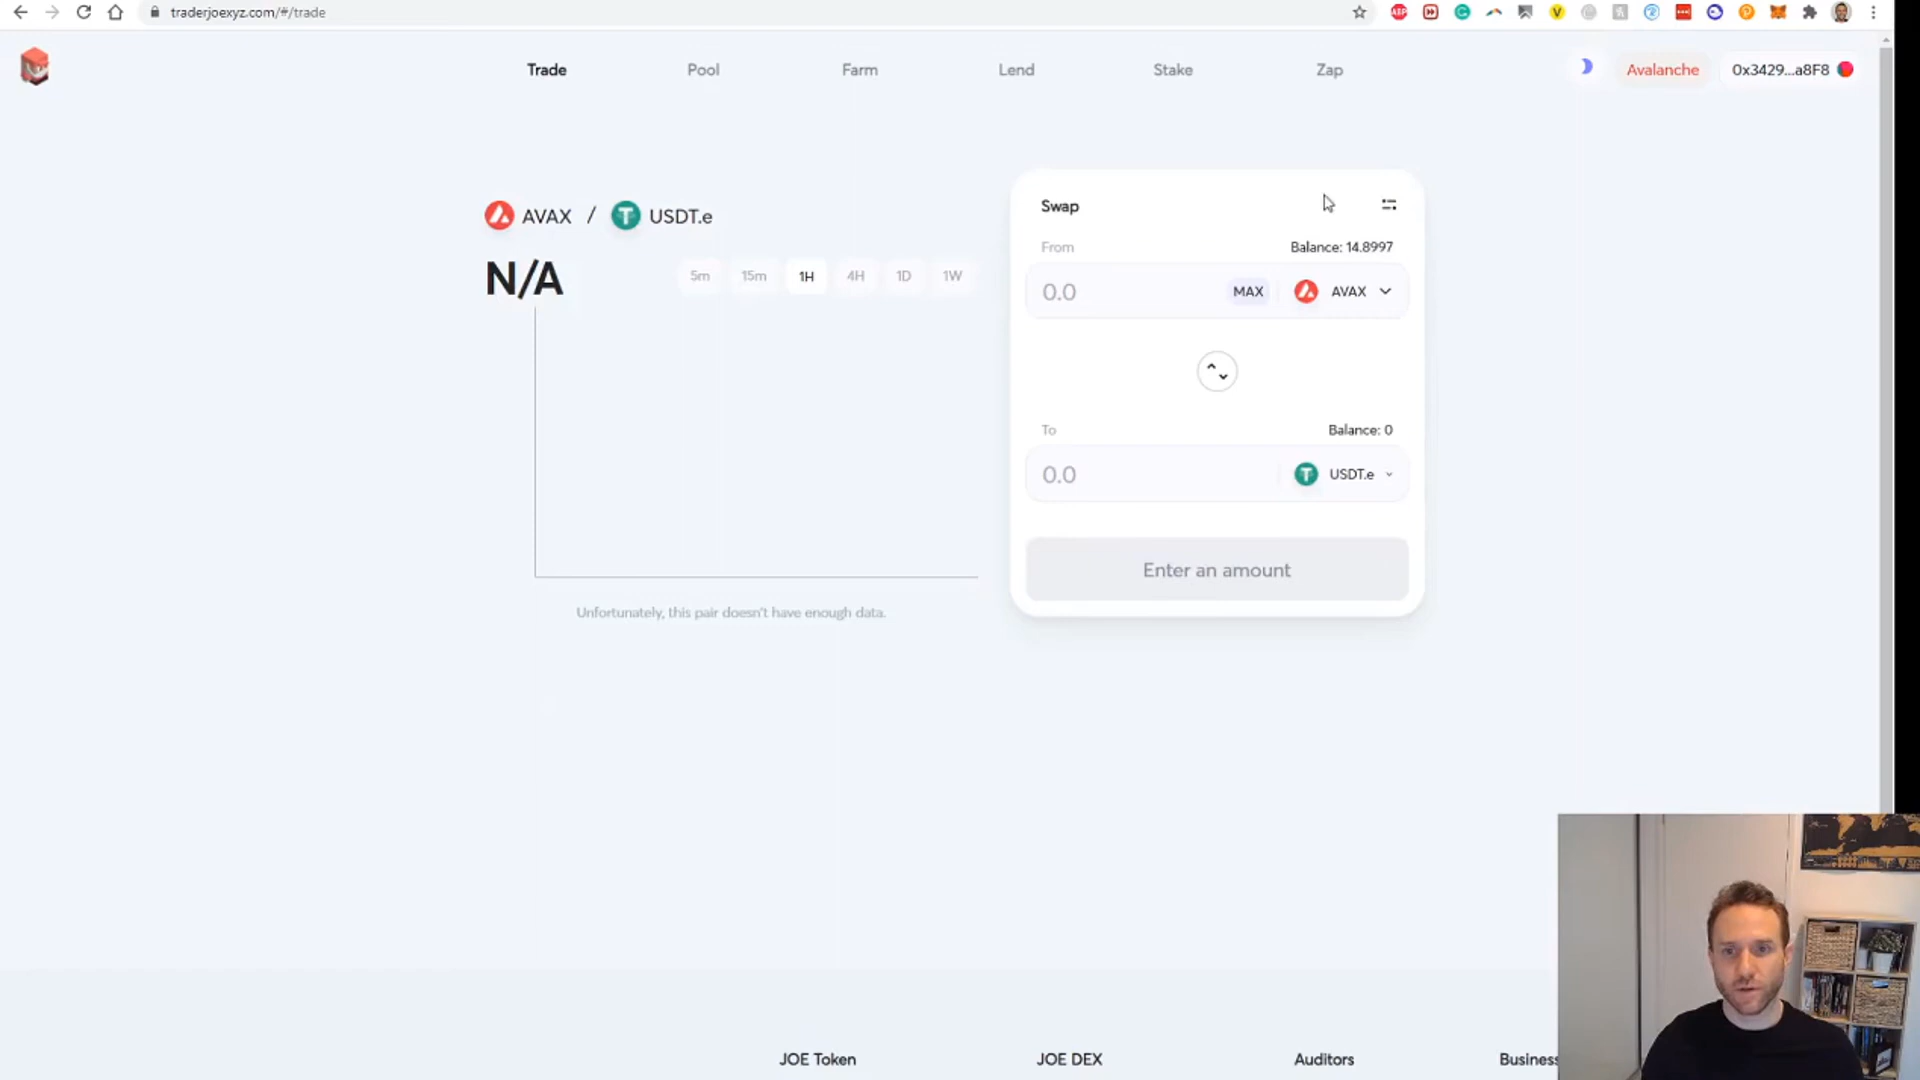 traderjoexyz.com/#/trade
Trade
Pool
Farm
Lend
Stake
Zap
Avalanche
0x3429...a8F8
AVAX / USDT.e
N/A
5m
15m
1H
4H
1D
1W
Unfortunately, this pair doesn't have enough data.
Swap
From
Balance: 14.8997
0.0
MAX
AVAX
To
Balance: 0
0.0
USDT.e
Enter an amount
JOE Token
JOE DEX
Auditors
Business